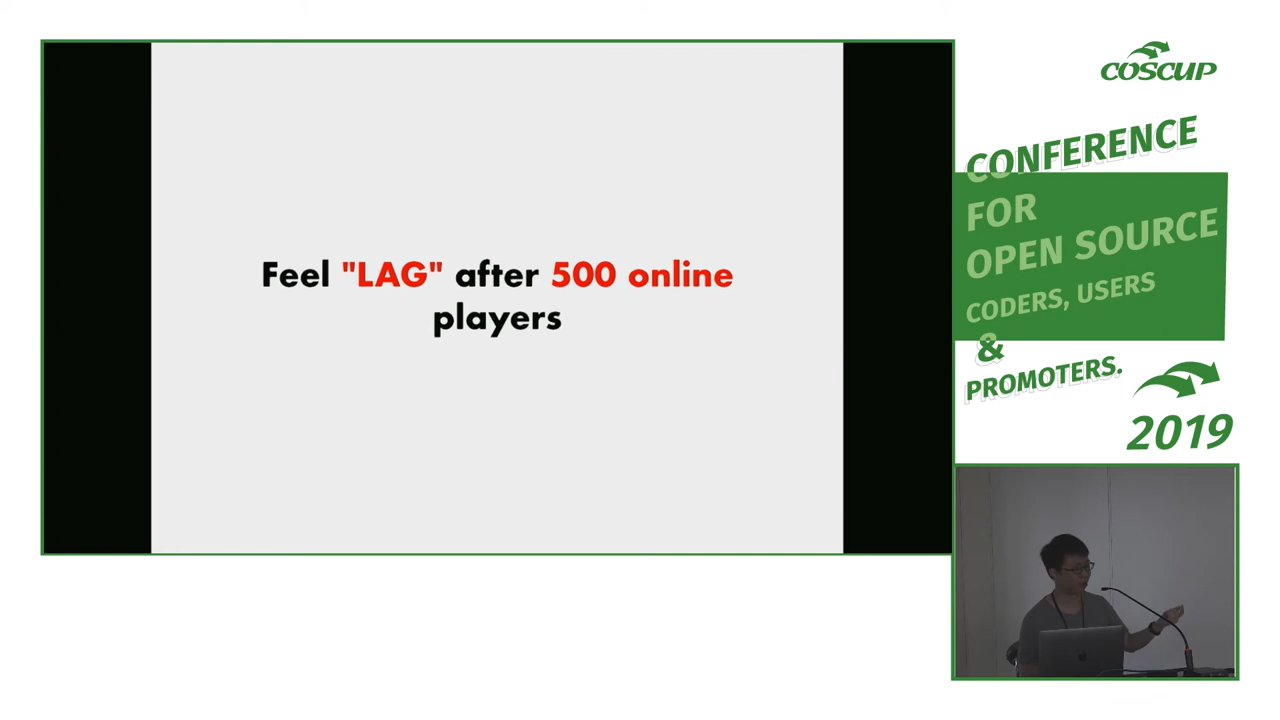 Feel "LAG" after 500 online
players
COSCUP
CONFERENCE
FOR
OPEN SOURCE
CODERS, USERS
&
PROMOTERS.
2019